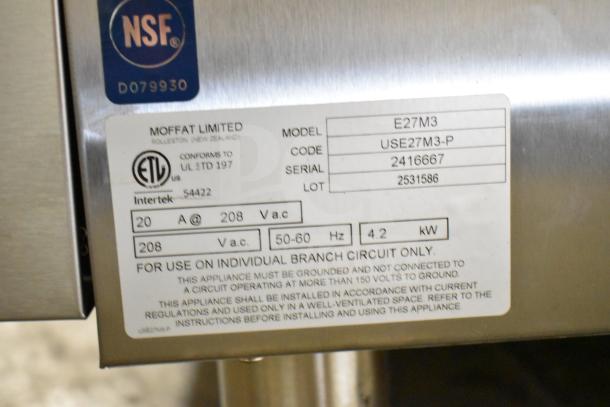 NSF®
D079930
MOFFAT LIMITED
ROLLESTON (NEW ZEALAND)
ETL
us
CONFORMS TO
UL STD 197
Intertek 54422
MODEL E27M3
CODE USE27M3-P
SERIAL 2416667
LOT 2531586
20 A@ 208 Vac
208 Vac. 50-60 Hz 4.2 kW
FOR USE ON INDIVIDUAL BRANCH CIRCUIT ONLY.
THIS APPLIANCE MUST BE GROUNDED AND NOT CONNECTED TO
A CIRCUIT OPERATING AT MORE THAN 150 VOLTS TO GROUND.
THIS APPLIANCE SHALL BE INSTALLED IN ACCORDANCE WITH CURRENT
REGULATIONS AND USED ONLY IN A WELL-VENTILATED SPACE. REFER TO THE
INSTRUCTIONS BEFORE INSTALLING AND USING THIS APPLIANCE